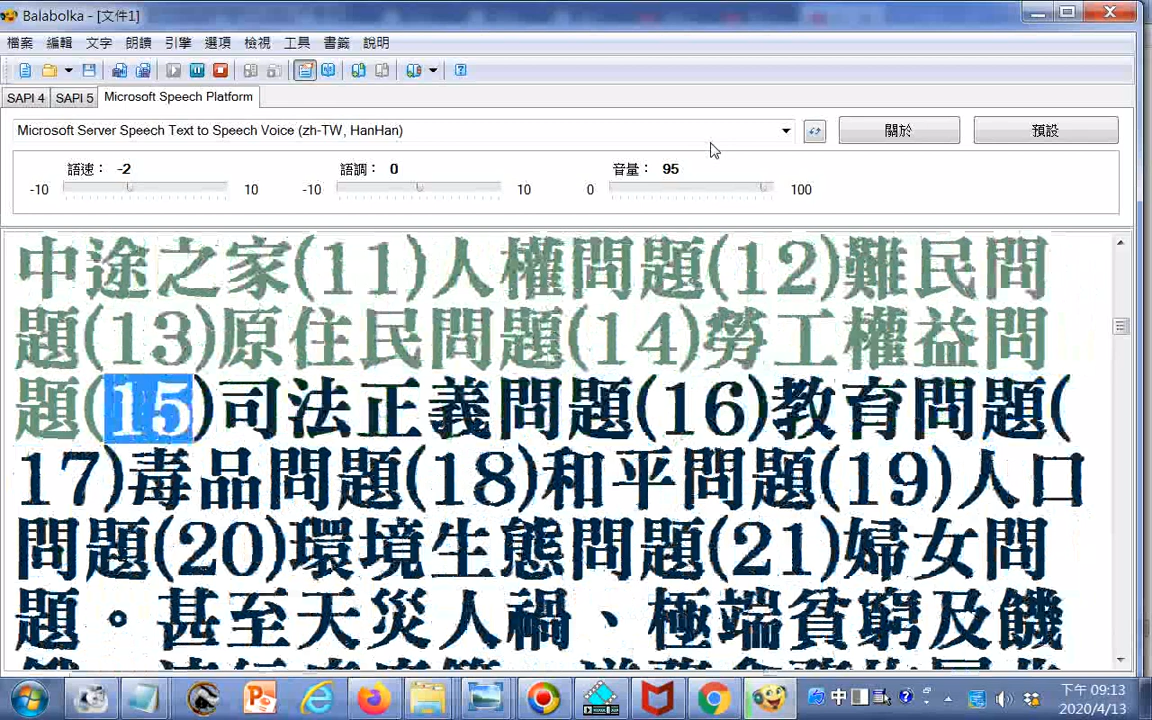 Balabolka - [文件1]
檔案 編輯 文字 朗讀 引擎 選項 檢視 工具 書籤 說明
SAPI 4 SAPI 5 Microsoft Speech Platform
Microsoft Server Speech Text to Speech Voice (zh-TW, HanHan) 關於 預設
語速： -2 語調： 0 音量： 95
-10 10 -10 10 0 100
中途之家(11)人權問題(12)難民問
題(13)原住民問題(14)勞工權益問
題(15)司法正義問題(16)教育問題(
17)毒品問題(18)和平問題(19)人口
問題(20)環境生態問題(21)婦女問
題。甚至天災人禍、極端貧窮及饑
中
下午 09:13
2020/4/13